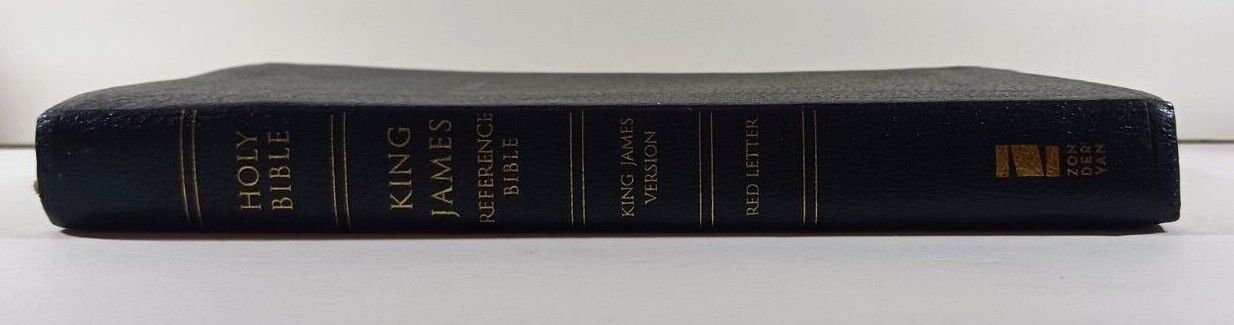 HOLY
BIBLE
KING
JAMES
REFERENCE
BIBLE
KING JAMES
VERSION
RED LETTER
ZON
DER
VAN